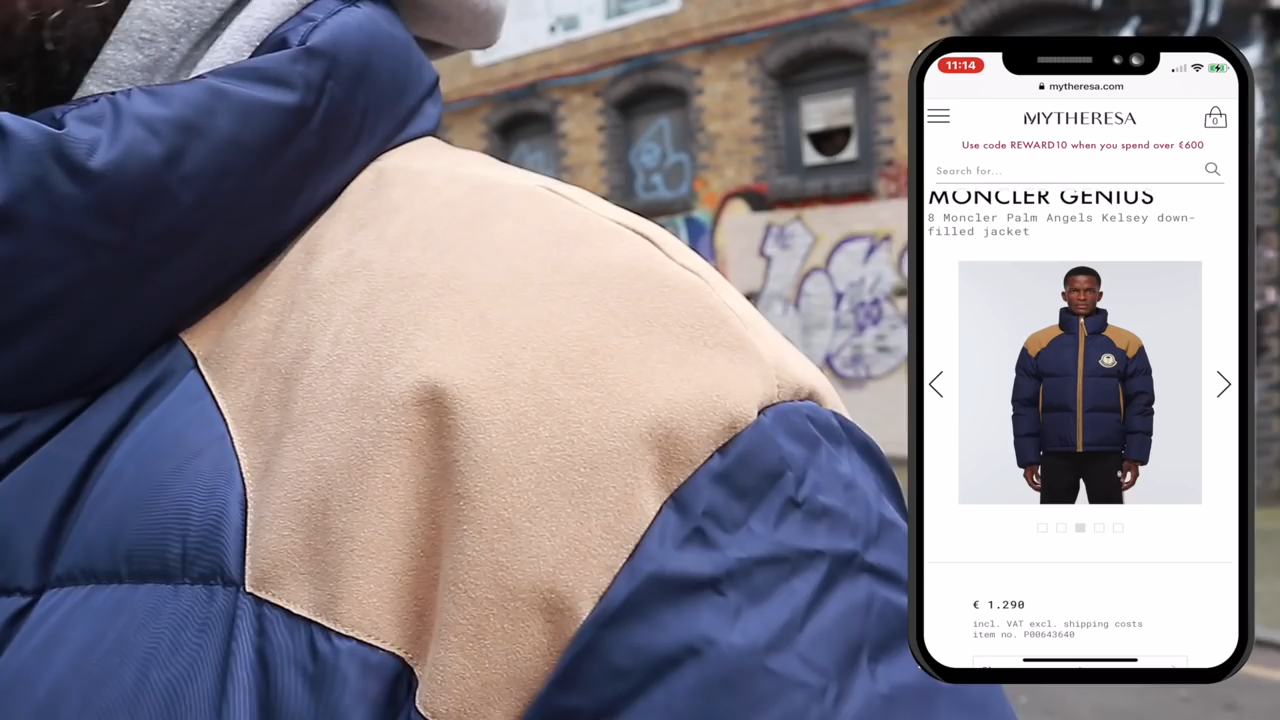 11:14
mytheresa.com
MYTHERESA
0
Use code REWARD10 when you spend over €600
Search for...
MONCLER GENIUS
8 Moncler Palm Angels Kelsey down-
filled jacket
€ 1.290
incl. VAT excl. shipping costs
item no. P00643640